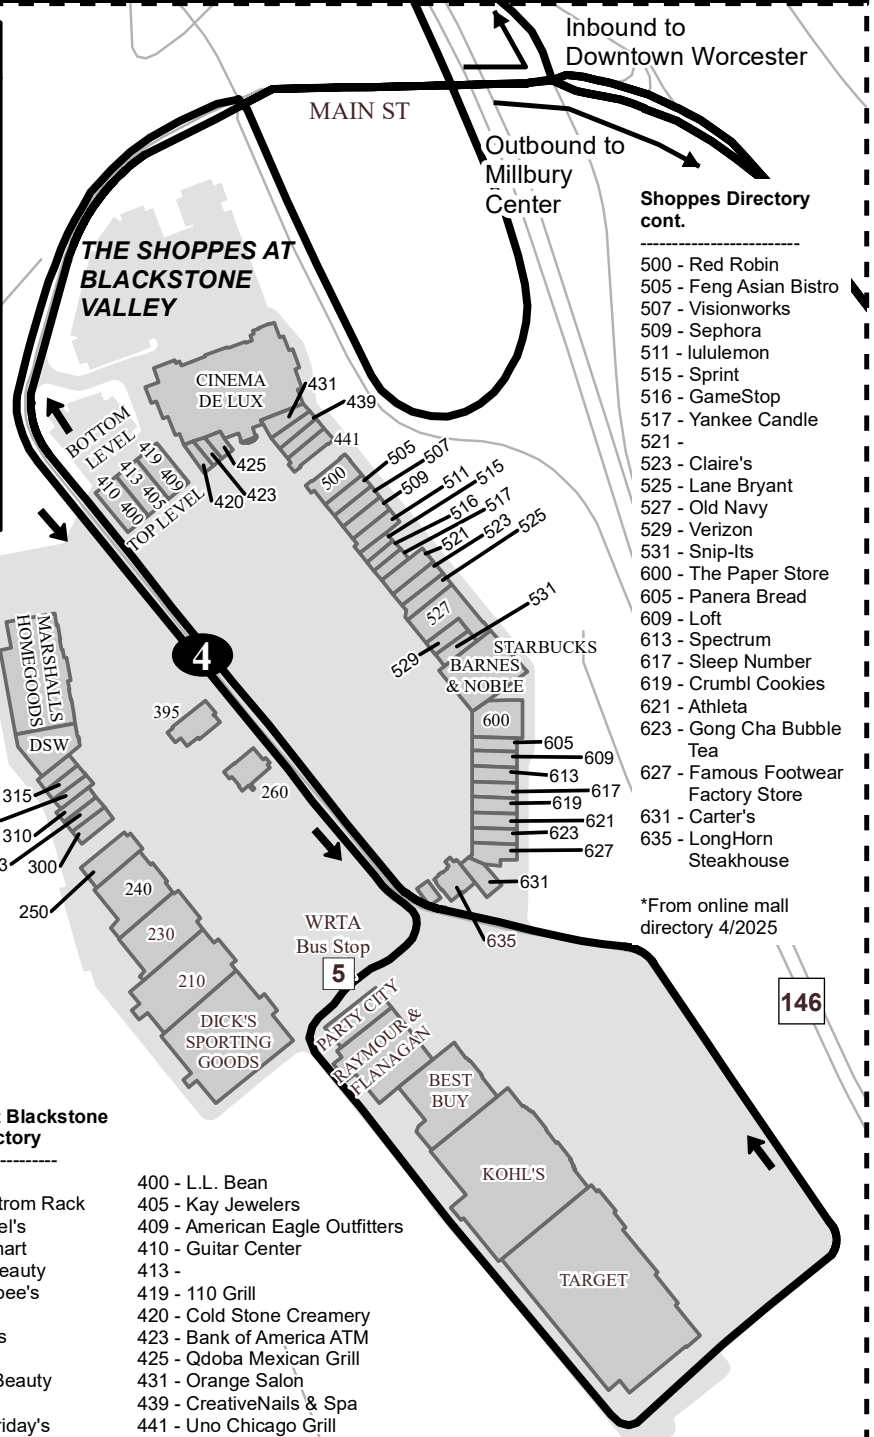 Inbound to
Downtown Worcester
MAIN ST
Outbound to
Millbury
Center
THE SHOPPES AT
BLACKSTONE
VALLEY
CINEMA
DE LUX
431
439
441
BOTTOM
LEVEL
419
409
413
405
410
400
TOP LEVEL
420
423
425
500
505
507
509
511
515
516
517
521
523
525
527
529
531
STARBUCKS
BARNES
& NOBLE
4
MARSHALLS
HOMEGOODS
DSW
395
260
315
310
3
300
250
240
230
210
DICK'S
SPORTING
GOODS
600
605
609
613
617
619
621
623
627
631
635
WRTA
Bus Stop
5
PARTY CITY
RAYMOUR &
FLANAGAN
BEST
BUY
KOHL'S
TARGET
146
Shoppes Directory
cont.
--------------------------
500 - Red Robin
505 - Feng Asian Bistro
507 - Visionworks
509 - Sephora
511 - lululemon
515 - Sprint
516 - GameStop
517 - Yankee Candle
521 -
523 - Claire's
525 - Lane Bryant
527 - Old Navy
529 - Verizon
531 - Snip-Its
600 - The Paper Store
605 - Panera Bread
609 - Loft
613 - Spectrum
617 - Sleep Number
619 - Crumbl Cookies
621 - Athleta
623 - Gong Cha Bubble
Tea
627 - Famous Footwear
Factory Store
631 - Carter's
635 - LongHorn
Steakhouse
*From online mall
directory 4/2025
Blackstone
ctory
---------
trom Rack
el's
art
eauty
bee's
s
Beauty
riday's
400 - L.L. Bean
405 - Kay Jewelers
409 - American Eagle Outfitters
410 - Guitar Center
413 -
419 - 110 Grill
420 - Cold Stone Creamery
423 - Bank of America ATM
425 - Qdoba Mexican Grill
431 - Orange Salon
439 - CreativeNails & Spa
441 - Uno Chicago Grill